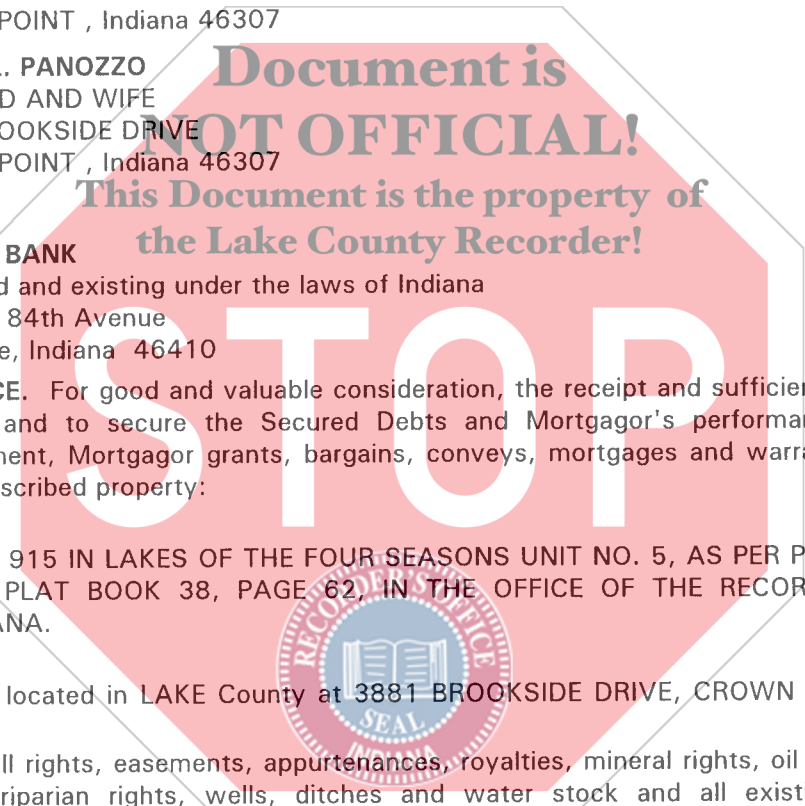 POINT , Indiana 46307
Document is
. PANOZZO
D AND WIFE
OOKSIDE DRIVE
NOT OFFICIAL!
POINT , Indiana 46307
This Document is the property of
the Lake County Recorder!
BANK
d and existing under the laws of Indiana
84th Avenue
e, Indiana 46410
STOP
CE. For good and valuable consideration, the receipt and sufficien
and to secure the Secured Debts and Mortgagor's performa
ent, Mortgagor grants, bargains, conveys, mortgages and warra
scribed property:
915 IN LAKES OF THE FOUR SEASONS UNIT NO. 5, AS PER P
PLAT BOOK 38, PAGE 62, IN THE OFFICE OF THE RECOR
ANA.
RECORDER'S OFFICE
located in LAKE County at 3881 BROOKSIDE DRIVE, CROWN
SEAL
INDIANA
ll rights, easements, appurtenances, royalties, mineral rights, oil
riparian rights, wells, ditches and water stock and all exist